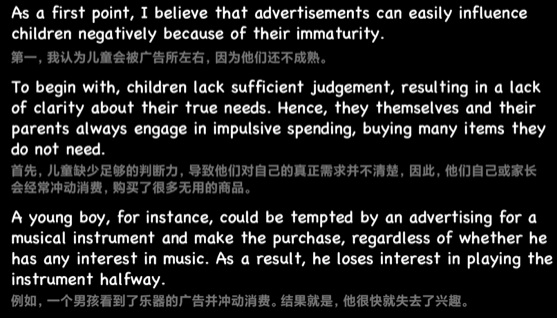 As a first point, I believe that advertisements can easily influence
children negatively because of their immaturity.
第一，我认为儿童会被广告所左右，因为他们还不成熟。
To begin with, children lack sufficient judgement, resulting in a lack
of clarity about their true needs. Hence, they themselves and their
parents always engage in impulsive spending, buying many items they
do not need.
首先，儿童缺少足够的判断力，导致他们对自己的真正需求并不清楚，因此，他们自己或家长
会经常冲动消费，购买了很多无用的商品。
A young boy, for instance, could be tempted by an advertising for a
musical instrument and make the purchase, regardless of whether he
has any interest in music. As a result, he loses interest in playing the
instrument halfway.
例如，一个男孩看到了乐器的广告并冲动消费。结果就是，他很快就失去了兴趣。